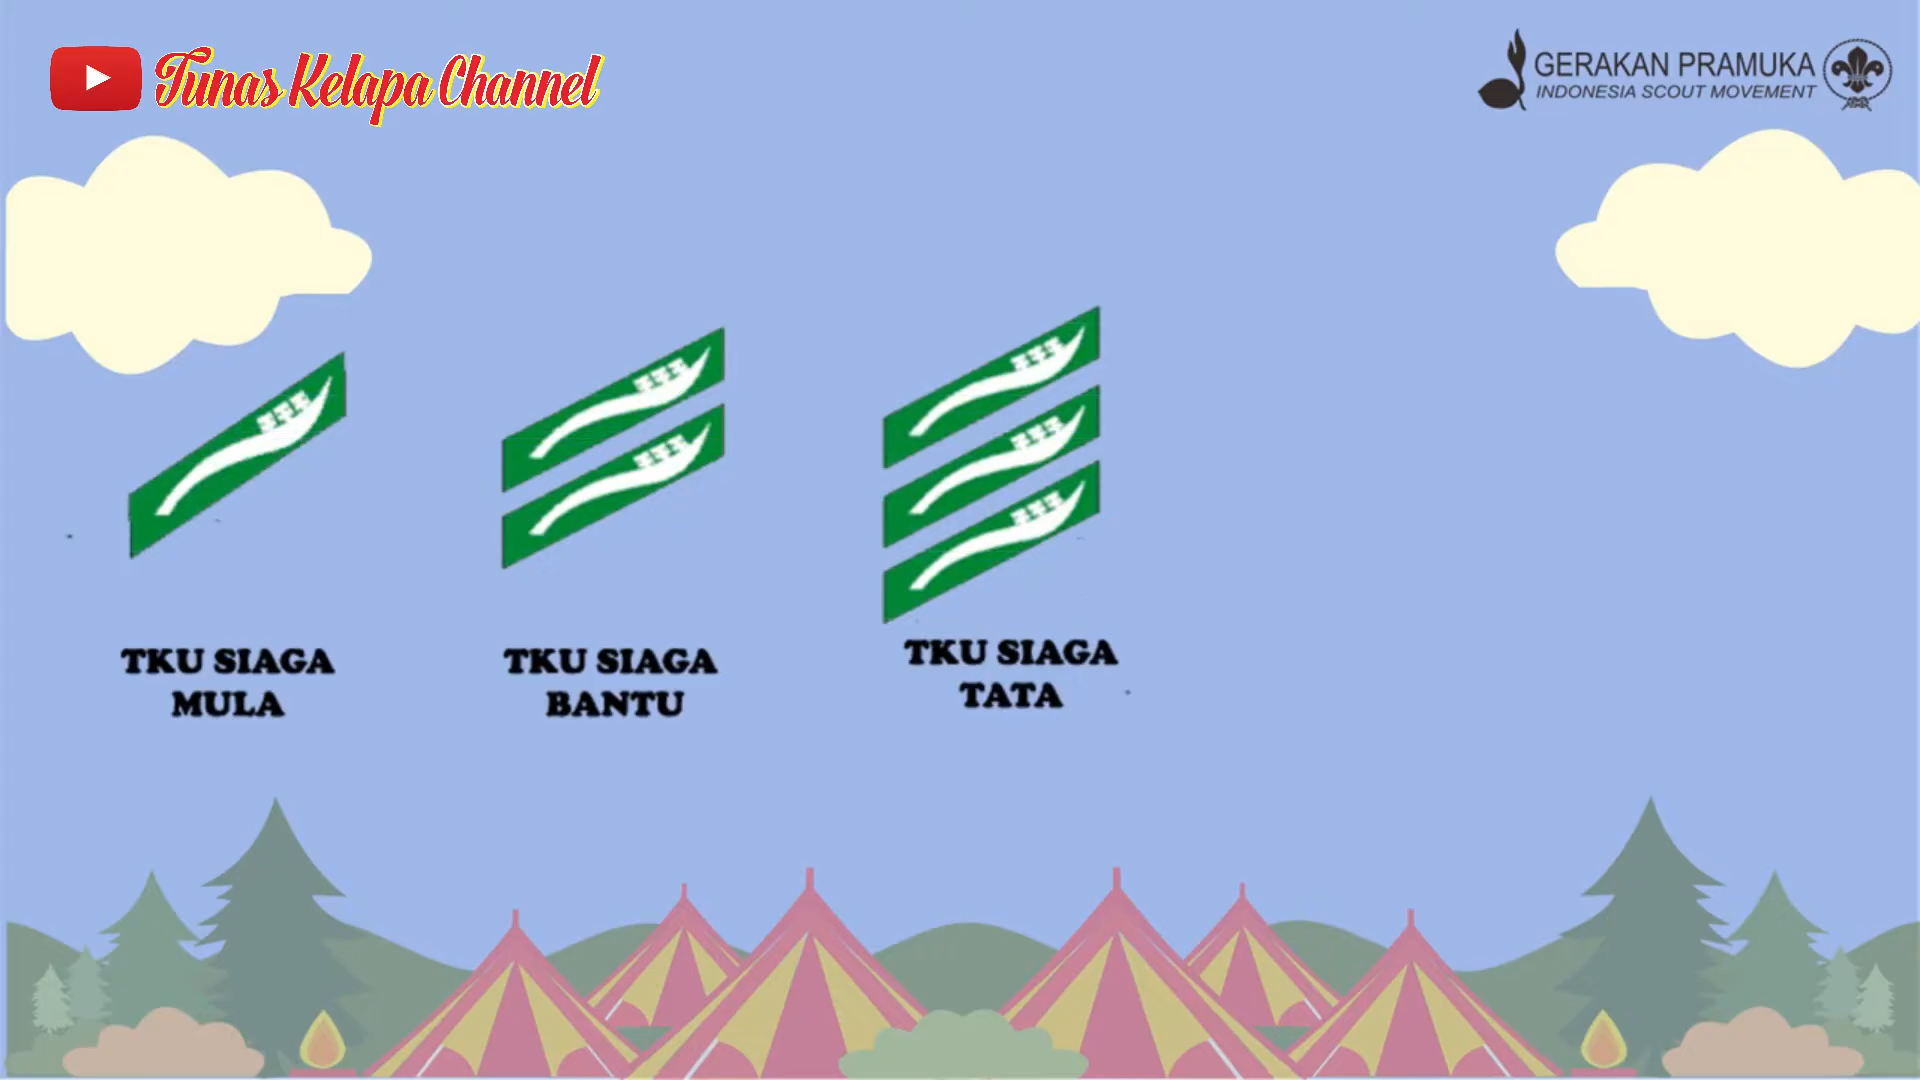 Tunas Kelapa Channel
GERAKAN PRAMUKA
INDONESIA SCOUT MOVEMENT
TKU SIAGA
MULA
TKU SIAGA
BANTU
TKU SIAGA
TATA